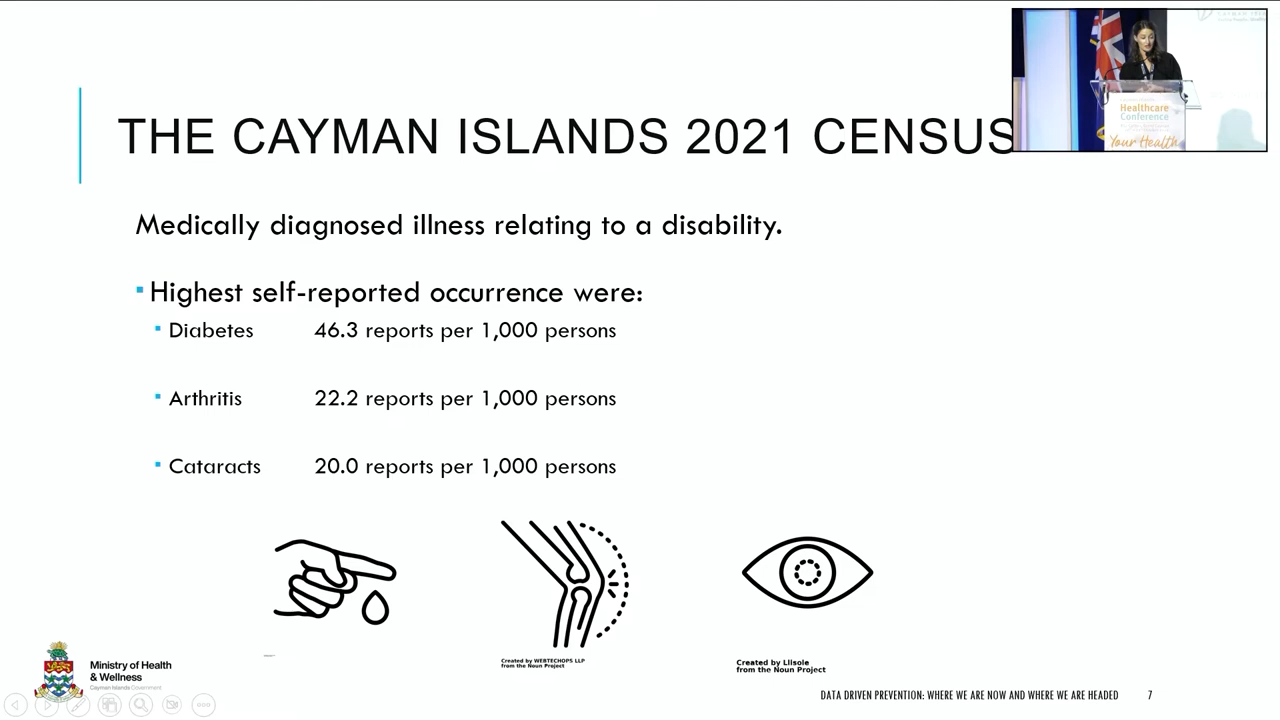 THE CAYMAN ISLANDS 2021 CENSUS
Healthcare
Conference
Your Health
Medically diagnosed illness relating to a disability.
Highest self-reported occurrence were:
Diabetes 46.3 reports per 1,000 persons
Arthritis 22.2 reports per 1,000 persons
Cataracts 20.0 reports per 1,000 persons
Created by WEBTECHOPS LLP
from the Noun Project
Created by Llisole
from the Noun Project
Ministry of Health
& Wellness
Cayman Islands Government
DATA DRIVEN PREVENTION: WHERE WE ARE NOW AND WHERE WE ARE HEADED 7